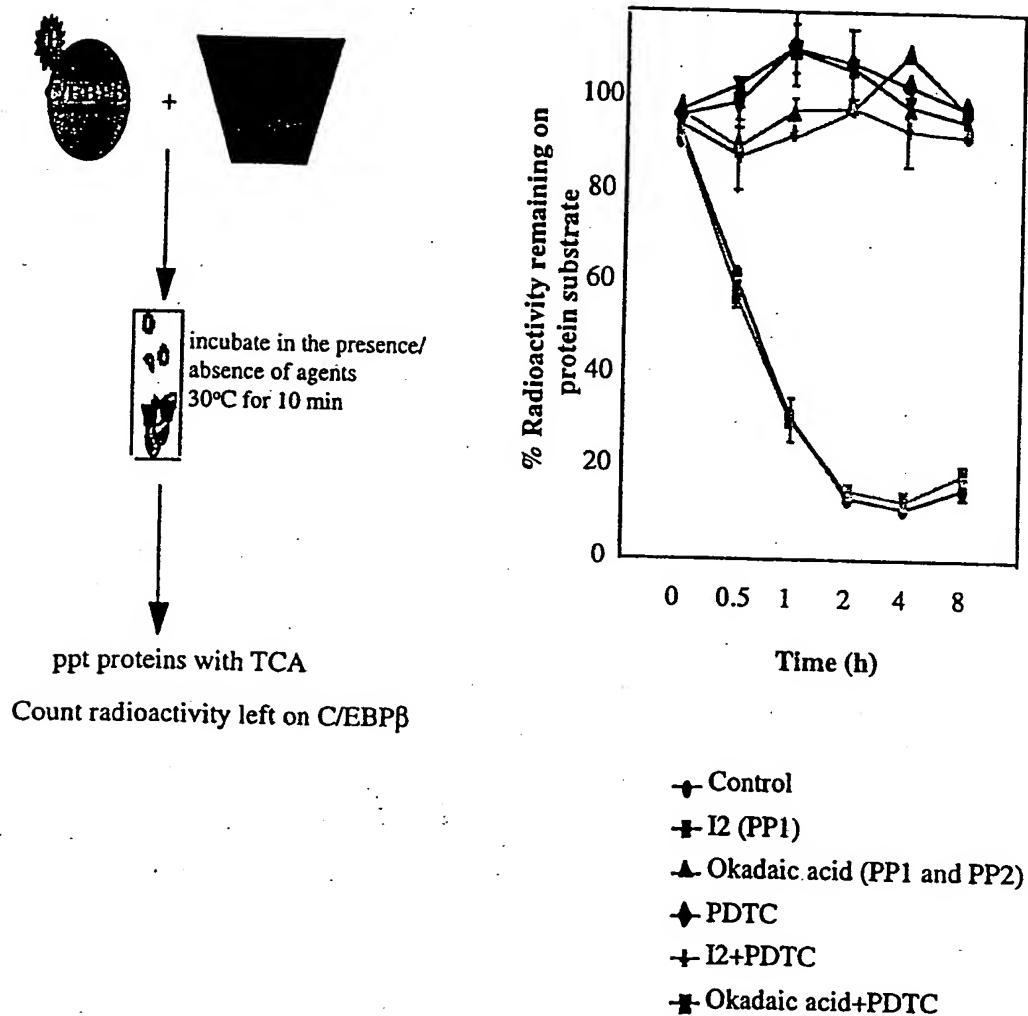 +
incubate in the presence/
absence of agents
30°C for 10 min
ppt proteins with TCA
Count radioactivity left on C/EBPβ
% Radioactivity remaining on
protein substrate
100
80
60
40
20
0
0 0.5 1 2 4 8
Time (h)
Control
I2 (PP1)
Okadaic acid (PP1 and PP2)
PDTC
I2+PDTC
Okadaic acid+PDTC